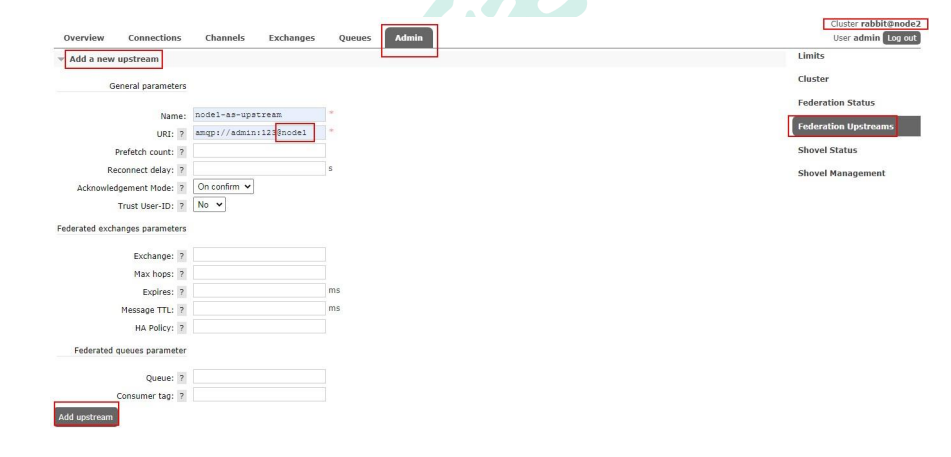 Cluster rabbit@node2
Overview Connections Channels Exchanges Queues Admin
User admin Log out
Add a new upstream
Limits
General parameters
Cluster
Federation Status
Name: node1-as-upstream *
URI: ? amqp://admin:123@node1 *
Federation Upstreams
Prefetch count: ?
Shovel Status
Reconnect delay: ? s
Shovel Management
Acknowledgement Mode: ? On confirm
Trust User-ID: ? No
Federated exchanges parameters
Exchange: ?
Max hops: ?
Expires: ? ms
Message TTL: ? ms
HA Policy: ?
Federated queues parameter
Queue: ?
Consumer tag: ?
Add upstream